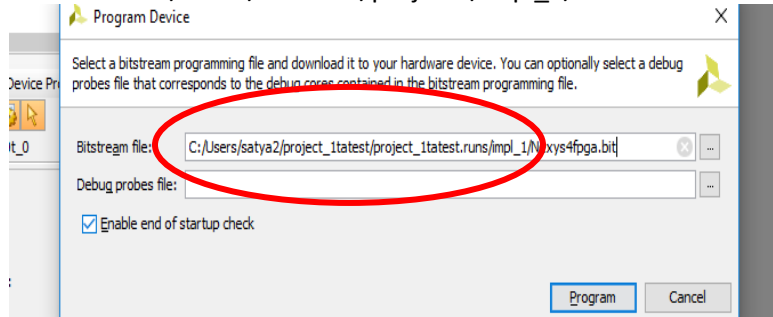 Program Device
Select a bitstream programming file and download it to your hardware device. You can optionally select a debug
probes file that corresponds to the debug cores contained in the bitstream programming file.
Device Pr
t_0
Bitstream file: C:/Users/satya2/project_1tatest/project_1tatest.runs/impl_1/Nexys4fpga.bit
...
Debug probes file:
...
Enable end of startup check
Program Cancel